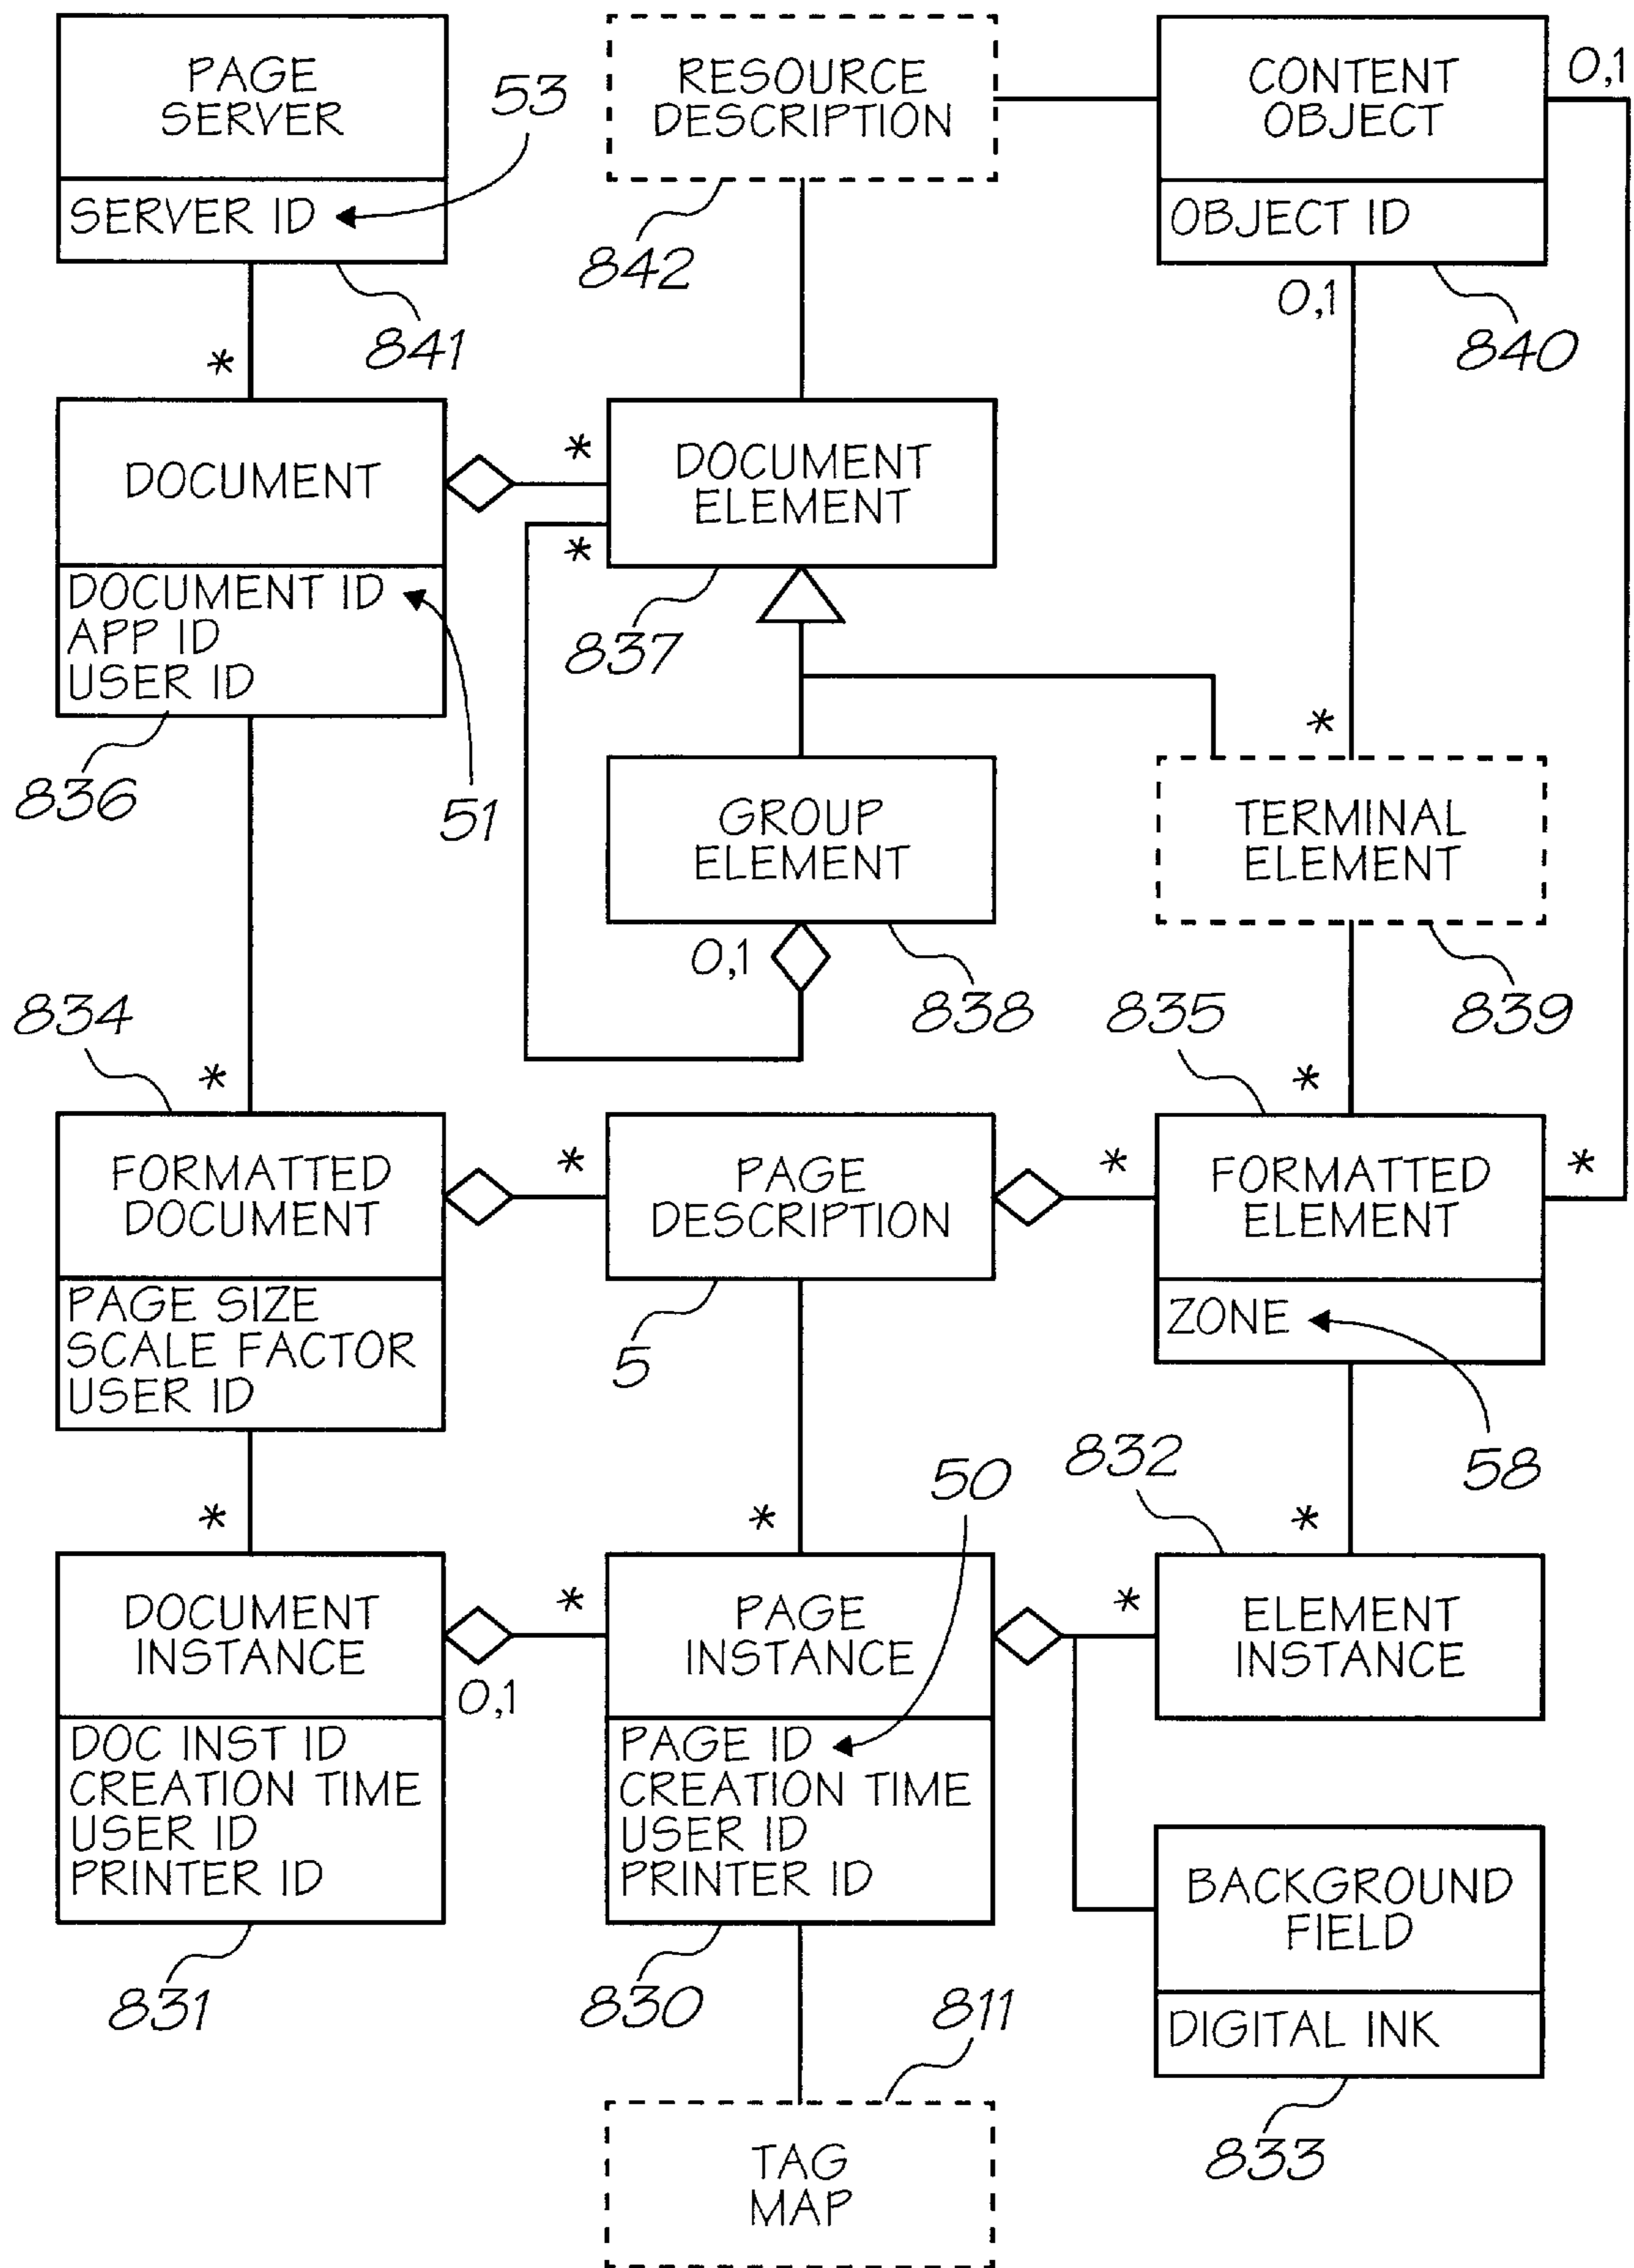 PAGE
SERVER
53
SERVER ID
841
RESOURCE
DESCRIPTION
842
CONTENT
OBJECT
0,1
OBJECT ID
0,1
840
*
DOCUMENT
DOCUMENT ID
APP ID
USER ID
836
51
*
DOCUMENT
ELEMENT
*
837
GROUP
ELEMENT
0,1
838
*
TERMINAL
ELEMENT
839
834
*
FORMATTED
DOCUMENT
PAGE SIZE
SCALE FACTOR
USER ID
*
PAGE
DESCRIPTION
5
835
*
*
FORMATTED
ELEMENT
*
ZONE
58
*
DOCUMENT
INSTANCE
0,1
DOC INST ID
CREATION TIME
USER ID
PRINTER ID
831
*
50
*
PAGE
INSTANCE
PAGE ID
CREATION TIME
USER ID
PRINTER ID
830
832
*
*
ELEMENT
INSTANCE
BACKGROUND
FIELD
DIGITAL INK
833
811
TAG
MAP